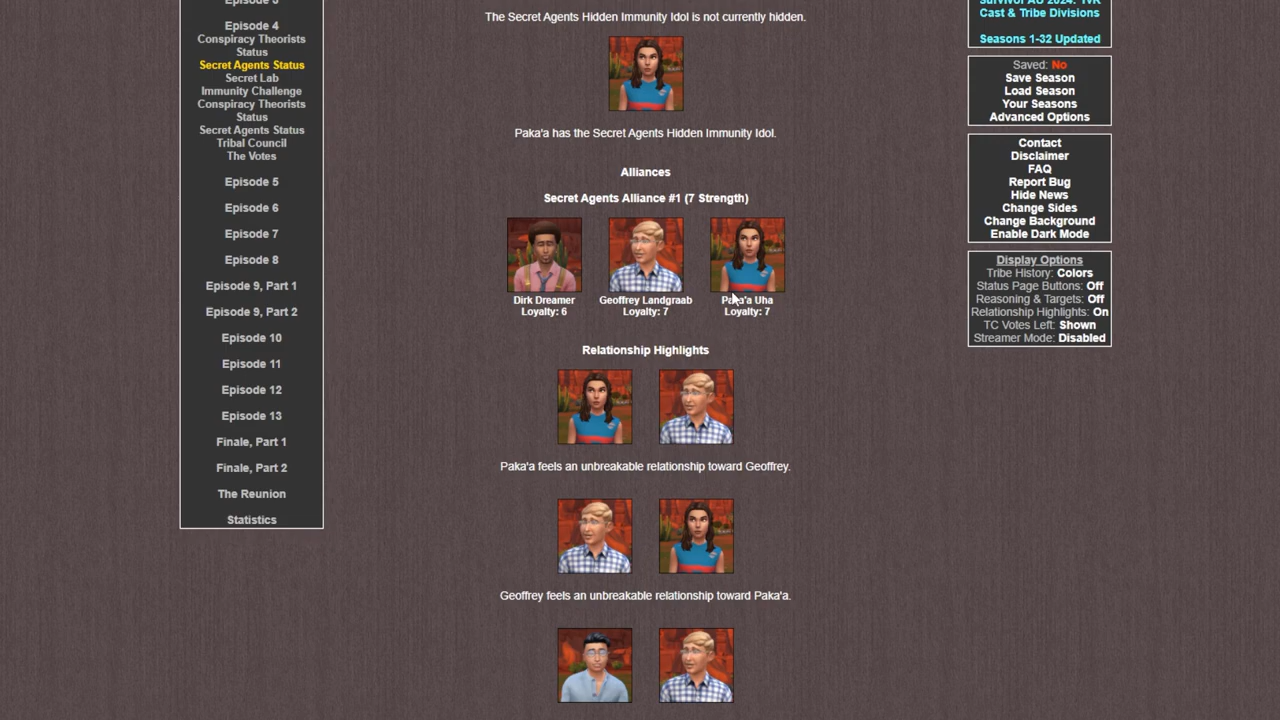 Episode 3
Episode 4
Conspiracy Theorists
Status
Secret Agents Status
Secret Lab
Immunity Challenge
Conspiracy Theorists
Status
Secret Agents Status
Tribal Council
The Votes
Episode 5
Episode 6
Episode 7
Episode 8
Episode 9, Part 1
Episode 9, Part 2
Episode 10
Episode 11
Episode 12
Episode 13
Finale, Part 1
Finale, Part 2
The Reunion
Statistics
The Secret Agents Hidden Immunity Idol is not currently hidden.
Paka'a has the Secret Agents Hidden Immunity Idol.
Alliances
Secret Agents Alliance #1 (7 Strength)
Dirk Dreamer
Loyalty: 6
Geoffrey Landgraab
Loyalty: 7
Paka'a Uha
Loyalty: 7
Relationship Highlights
Paka'a feels an unbreakable relationship toward Geoffrey.
Geoffrey feels an unbreakable relationship toward Paka'a.
Survivor AU 2024: TvR
Cast & Tribe Divisions
Seasons 1-32 Updated
Saved: No
Save Season
Load Season
Your Seasons
Advanced Options
Contact
Disclaimer
FAQ
Report Bug
Hide News
Change Sides
Change Background
Enable Dark Mode
Display Options
Tribe History: Colors
Status Page Buttons: Off
Reasoning & Targets: Off
Relationship Highlights: On
TC Votes Left: Shown
Streamer Mode: Disabled